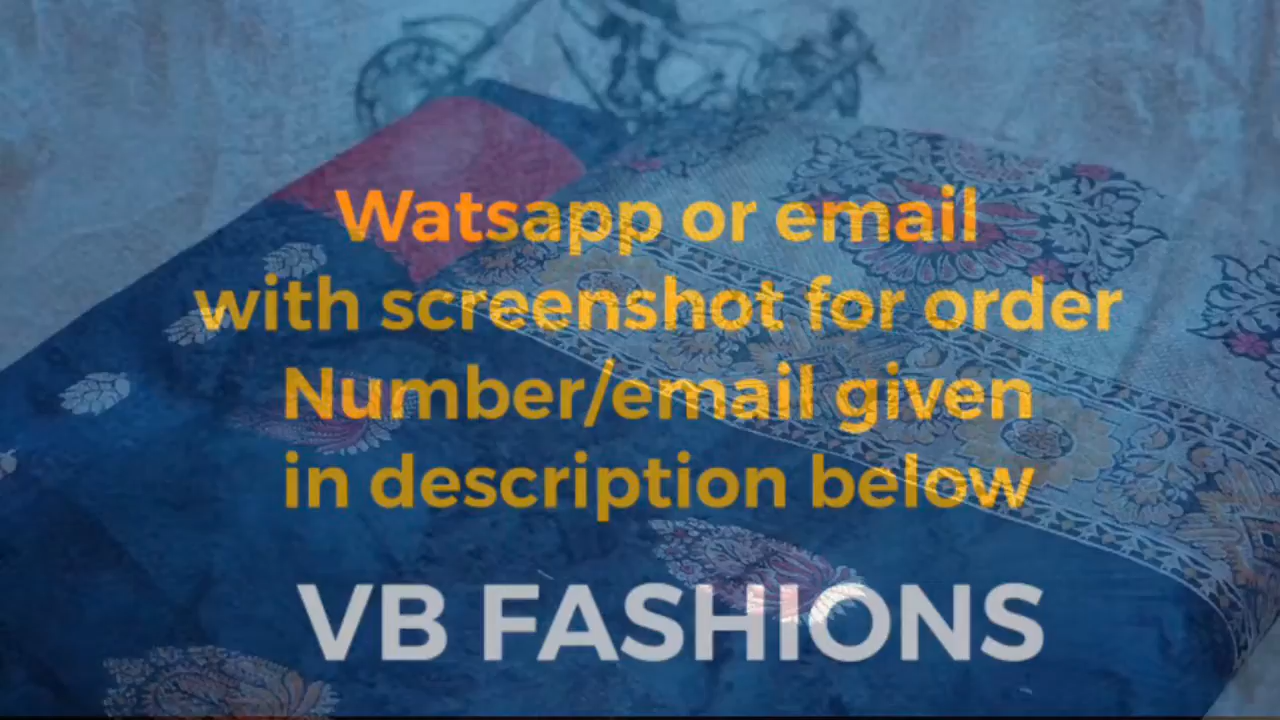 Watsapp or email
with screenshot for order
Number/email given
in description below
VB FASHIONS